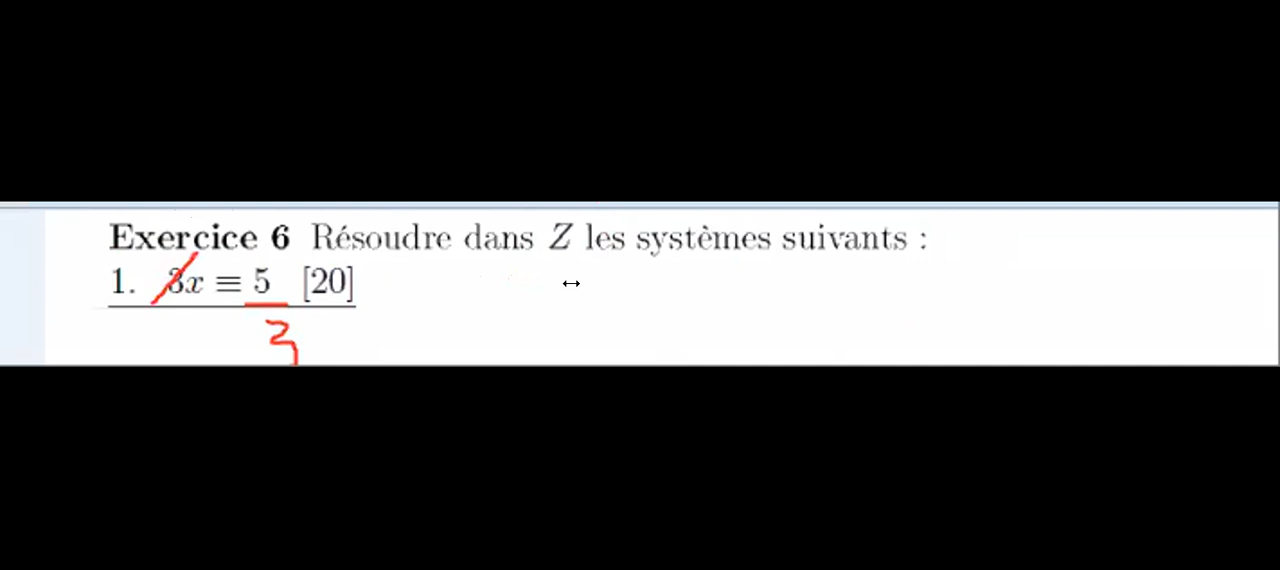 Exercice 6 Résoudre dans Z les systèmes suivants :
1. 3x ≡ 5 [20]
3